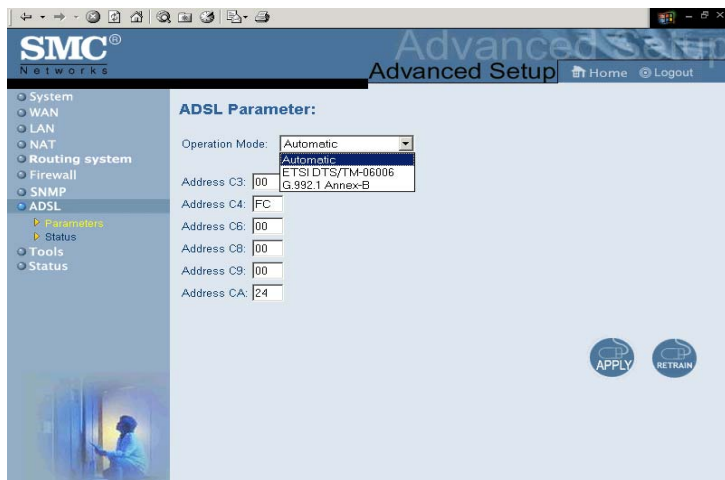 SMC®
Networks
Advanced Setup
Advanced Setup
Home
Logout
System
WAN
LAN
NAT
Routing system
Firewall
SNMP
ADSL
Parameters
Status
Tools
Status
ADSL Parameter:
Operation Mode: Automatic
Automatic
ETSI DTS/TM-06006
G.992.1 Annex-B
Address C3: 00
Address C4: FC
Address C6: 00
Address C8: 00
Address C9: 00
Address CA: 24
APPLY
RETRAIN